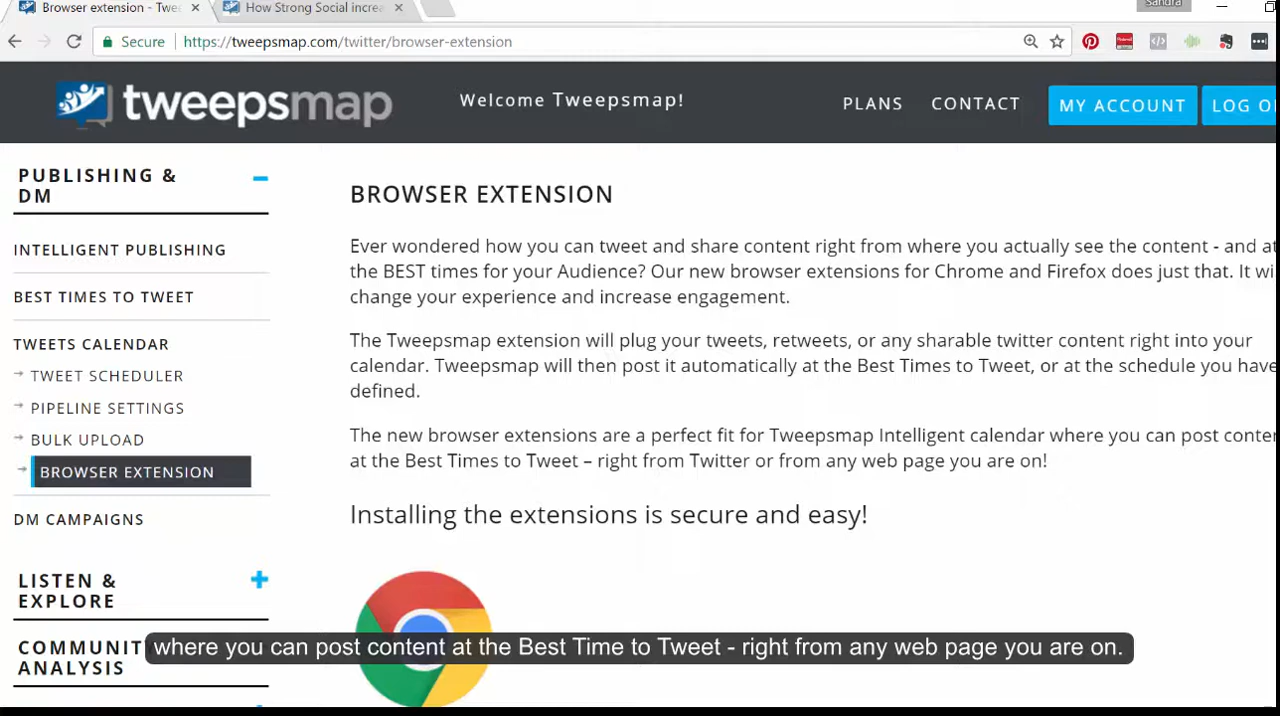 Browser extension - Twee
How Strong Social increa
Sandra
Secure
https://tweepsmap.com/twitter/browser-extension
tweepsmap
Welcome Tweepsmap!
PLANS
CONTACT
MY ACCOUNT
LOG O
PUBLISHING &
DM
INTELLIGENT PUBLISHING
BEST TIMES TO TWEET
TWEETS CALENDAR
TWEET SCHEDULER
PIPELINE SETTINGS
BULK UPLOAD
BROWSER EXTENSION
DM CAMPAIGNS
LISTEN &
EXPLORE
COMMUNIT
ANALYSIS
BROWSER EXTENSION
Ever wondered how you can tweet and share content right from where you actually see the content - and at
the BEST times for your Audience? Our new browser extensions for Chrome and Firefox does just that. It wi
change your experience and increase engagement.
The Tweepsmap extension will plug your tweets, retweets, or any sharable twitter content right into your
calendar. Tweepsmap will then post it automatically at the Best Times to Tweet, or at the schedule you have
defined.
The new browser extensions are a perfect fit for Tweepsmap Intelligent calendar where you can post conter
at the Best Times to Tweet – right from Twitter or from any web page you are on!
Installing the extensions is secure and easy!
where you can post content at the Best Time to Tweet - right from any web page you are on.